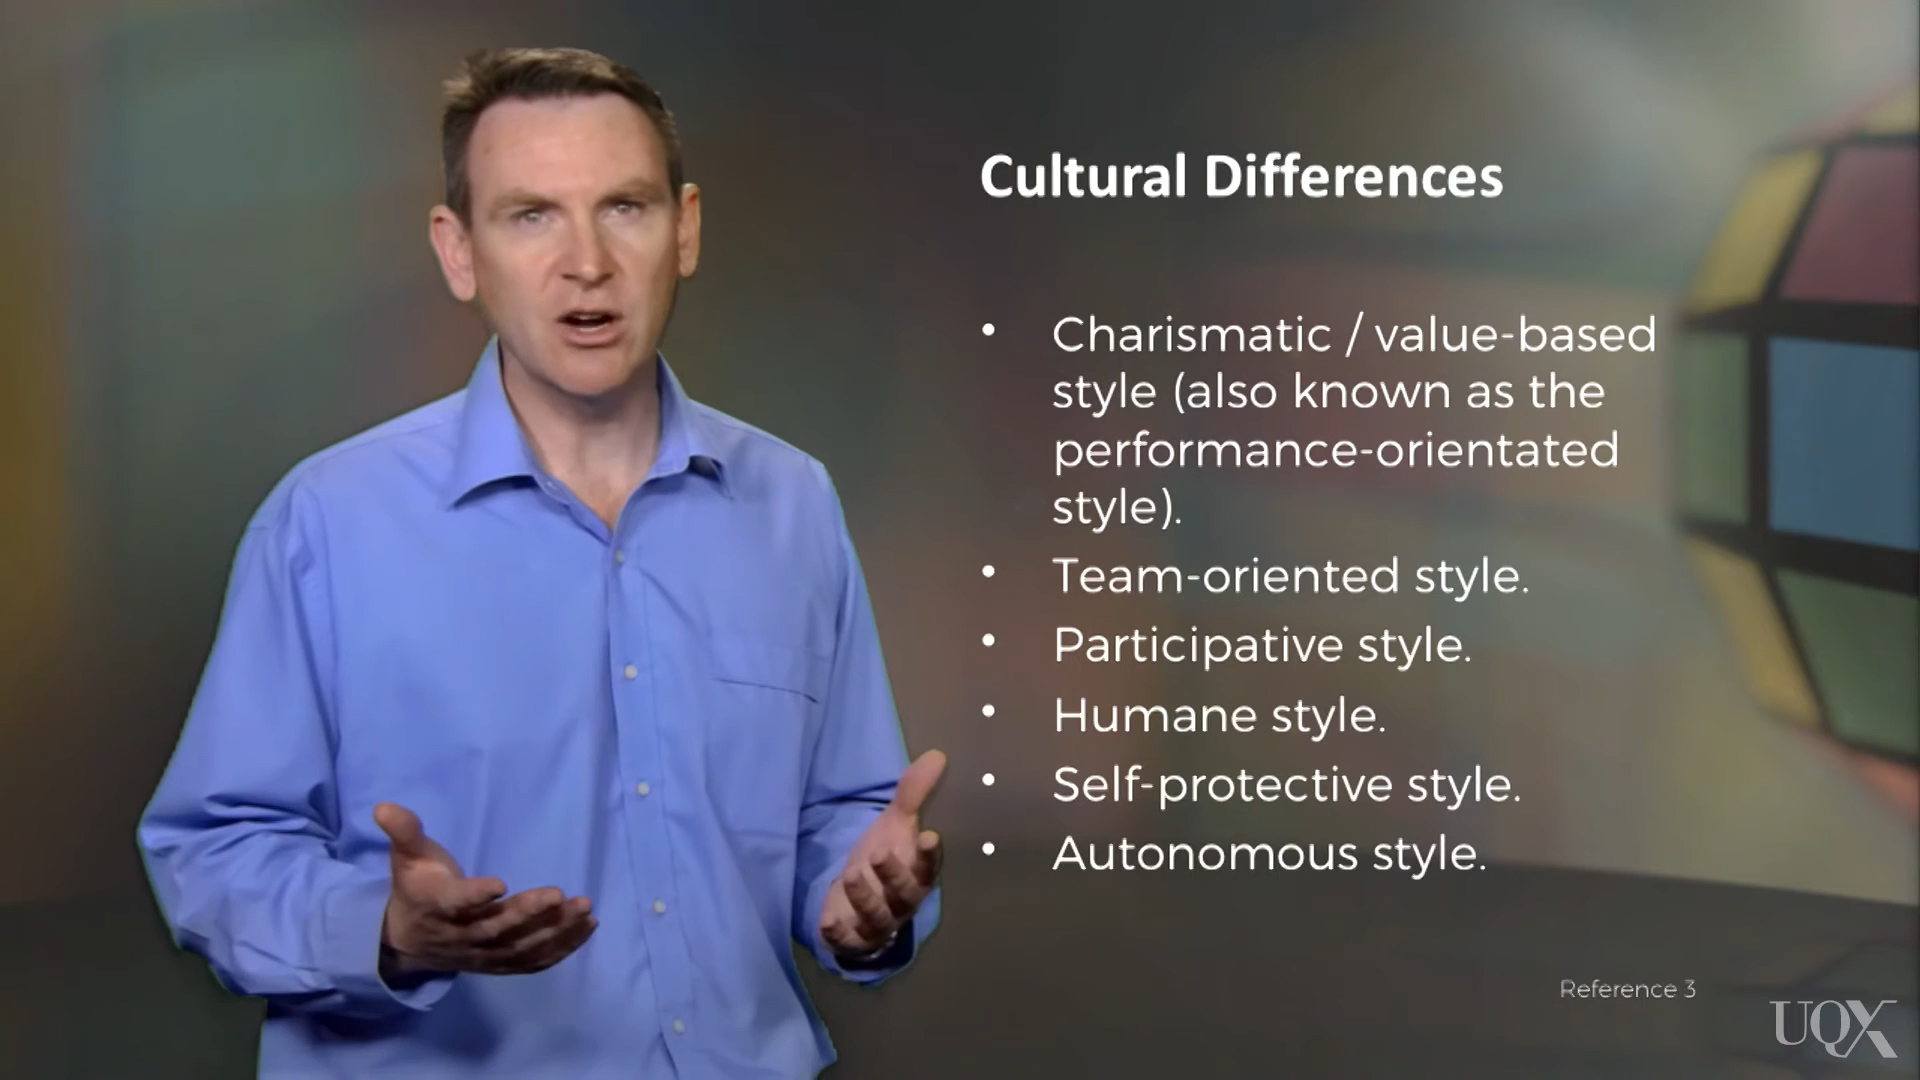 Cultural Differences
• Charismatic / value-based
style (also known as the
performance-orientated
style).
• Team-oriented style.
• Participative style.
• Humane style.
• Self-protective style.
• Autonomous style.
Reference 3
UQX